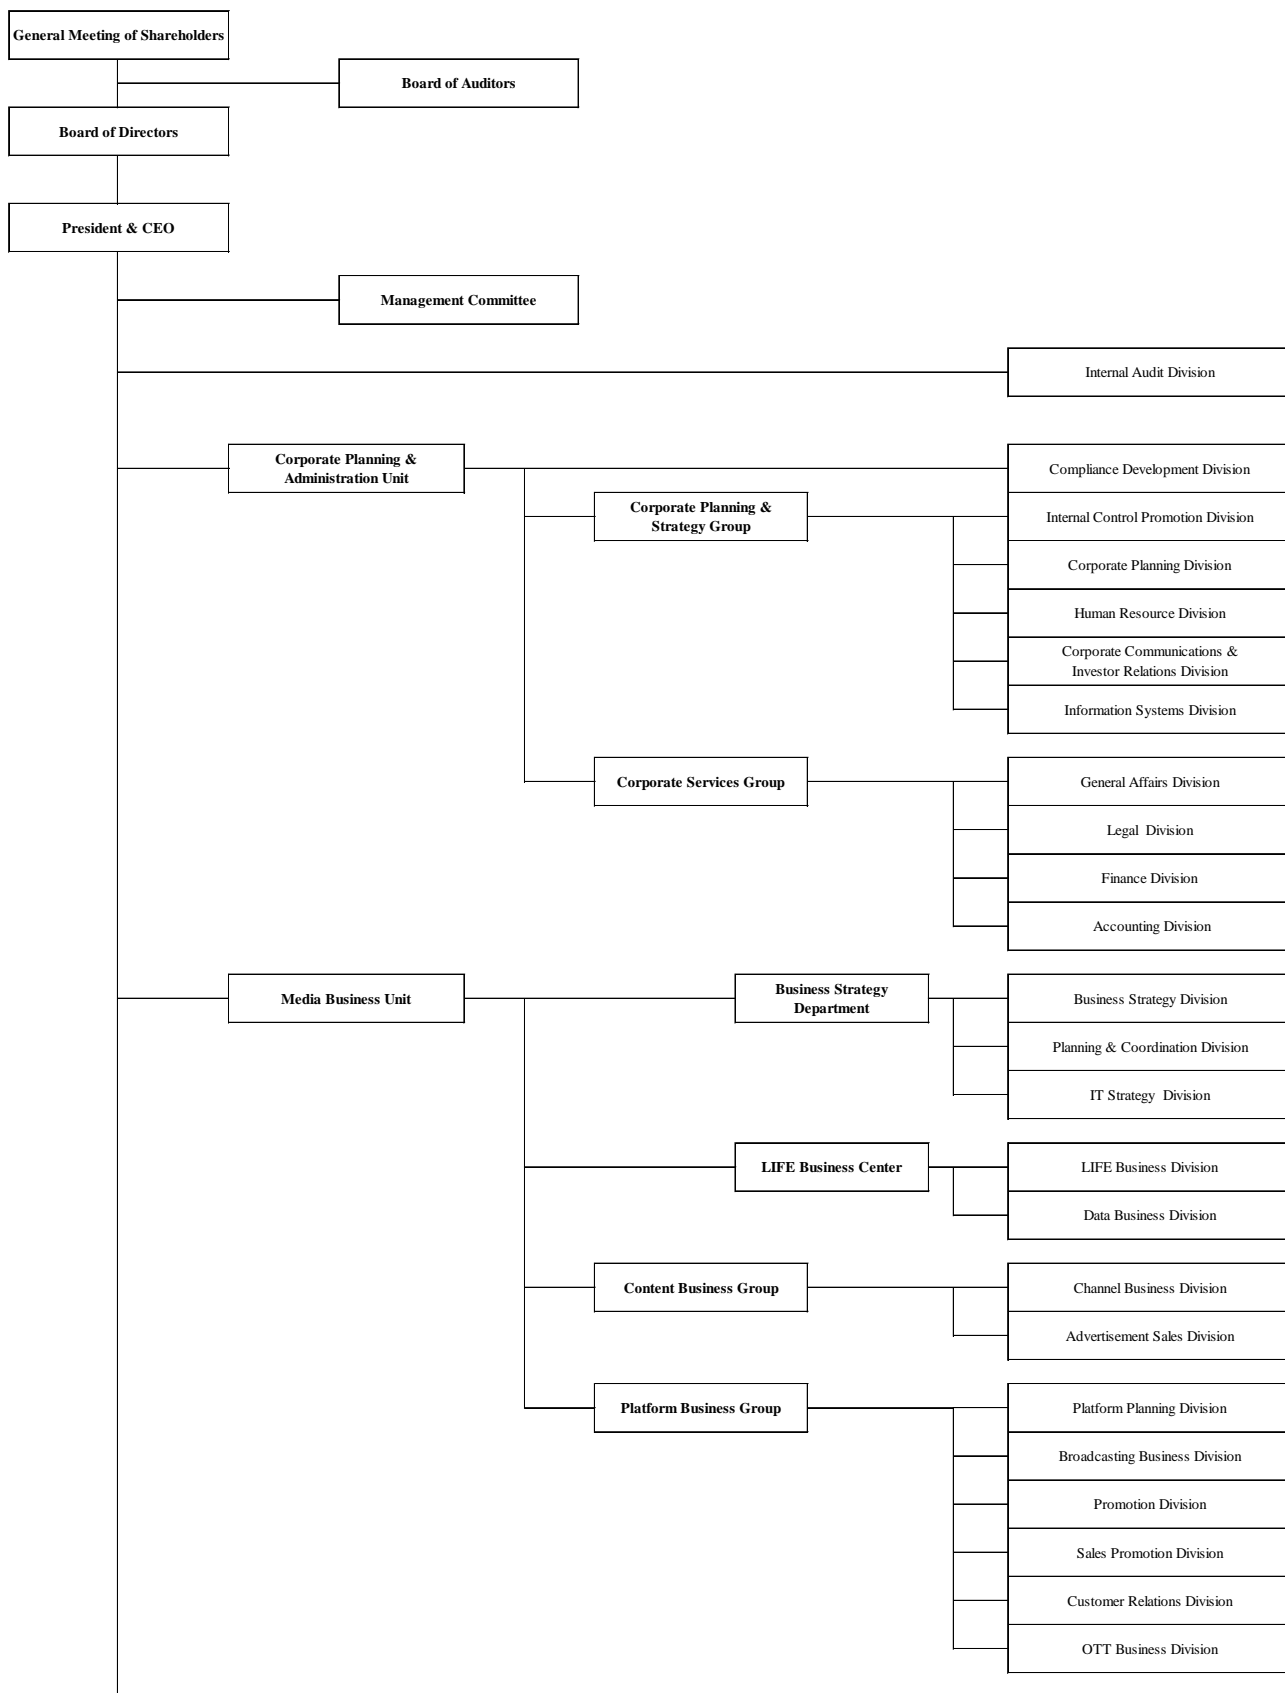 General Meeting of Shareholders
Board of Auditors
Board of Directors
President & CEO
Management Committee
Internal Audit Division
Corporate Planning &
Administration Unit
Compliance Development Division
Corporate Planning &
Strategy Group
Internal Control Promotion Division
Corporate Planning Division
Human Resource Division
Corporate Communications &
Investor Relations Division
Information Systems Division
Corporate Services Group
General Affairs Division
Legal Division
Finance Division
Accounting Division
Media Business Unit
Business Strategy
Department
Business Strategy Division
Planning & Coordination Division
IT Strategy Division
LIFE Business Center
LIFE Business Division
Data Business Division
Content Business Group
Channel Business Division
Advertisement Sales Division
Platform Business Group
Platform Planning Division
Broadcasting Business Division
Promotion Division
Sales Promotion Division
Customer Relations Division
OTT Business Division